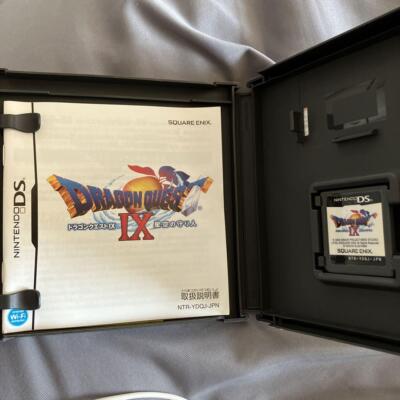 SQUARE ENIX.
DRAGON QUEST
IX
ドラゴンクエストIX 星空の守り人
取扱説明書
NTR-YDQJ-JPN
NINTENDO DS
Wi-Fi
NINTENDO DS
DRAGON QUEST
IX
SQUARE ENIX
NTR-YDQJ-JPN